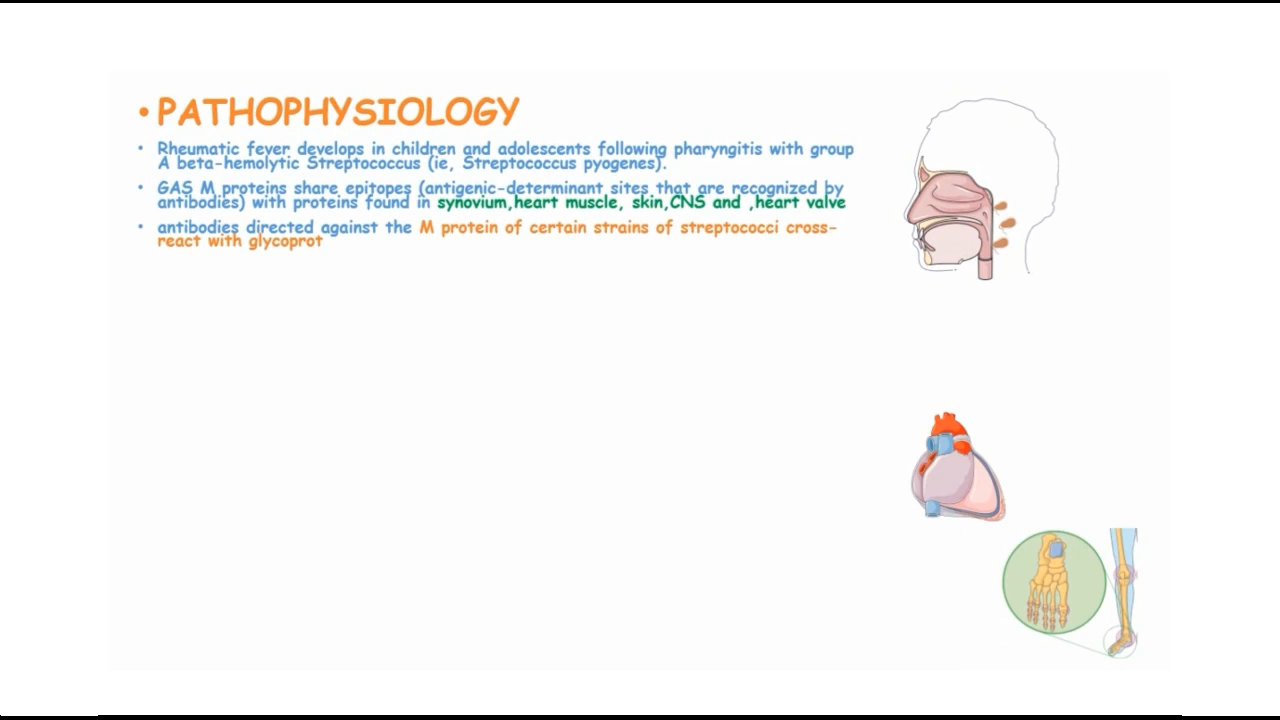 • PATHOPHYSIOLOGY
• Rheumatic fever develops in children and adolescents following pharyngitis with group
A beta-hemolytic Streptococcus (ie, Streptococcus pyogenes).
• GAS M proteins share epitopes (antigenic-determinant sites that are recognized by
antibodies) with proteins found in synovium,heart muscle, skin,CNS and ,heart valve
• antibodies directed against the M protein of certain strains of streptococci cross-
react with glycoprot